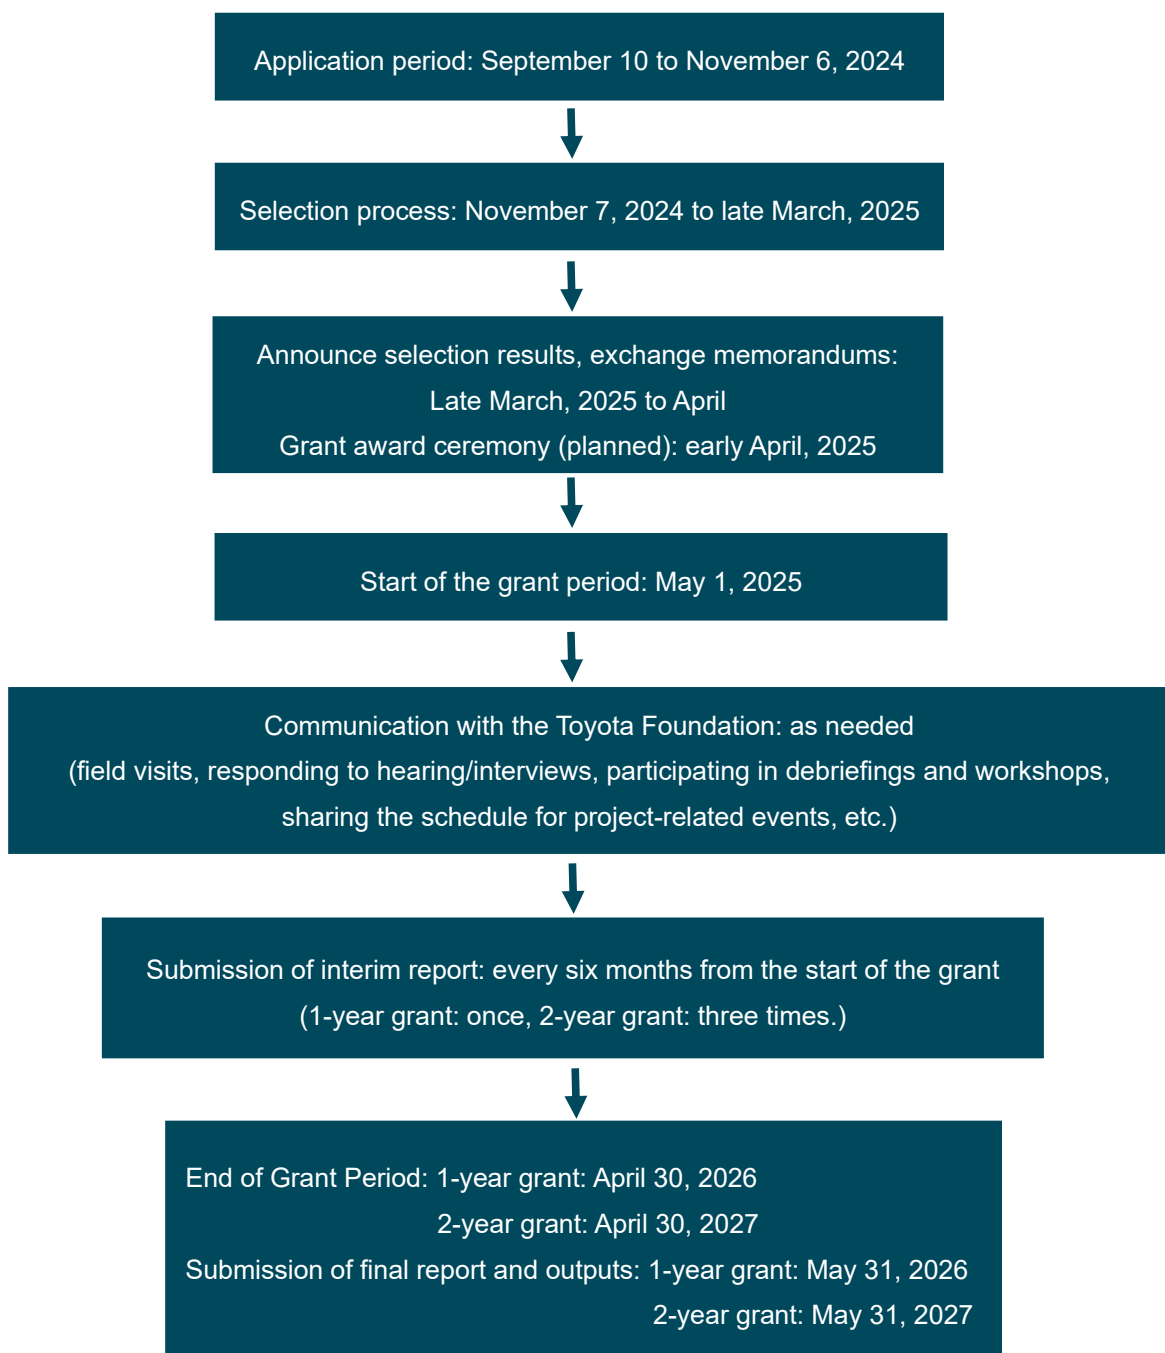 Application period: September 10 to November 6, 2024
Selection process: November 7, 2024 to late March, 2025
Announce selection results, exchange memorandums:
Late March, 2025 to April
Grant award ceremony (planned): early April, 2025
Start of the grant period: May 1, 2025
Communication with the Toyota Foundation: as needed
(field visits, responding to hearing/interviews, participating in debriefings and workshops,
sharing the schedule for project-related events, etc.)
Submission of interim report: every six months from the start of the grant
(1-year grant: once, 2-year grant: three times.)
End of Grant Period: 1-year grant: April 30, 2026
2-year grant: April 30, 2027
Submission of final report and outputs: 1-year grant: May 31, 2026
2-year grant: May 31, 2027